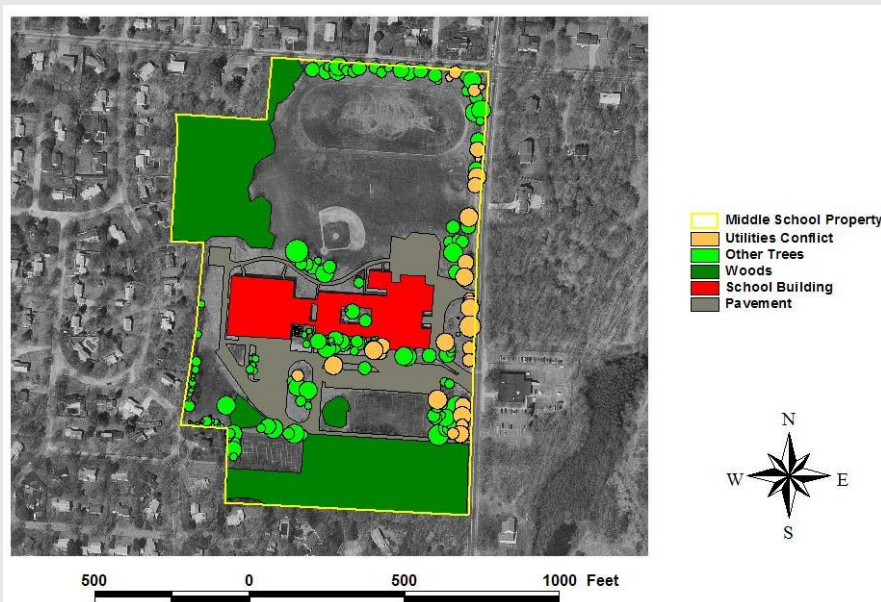 Middle School Property
Utilities Conflict
Other Trees
Woods
School Building
Pavement
N
W E
S
500 0 500 1000 Feet